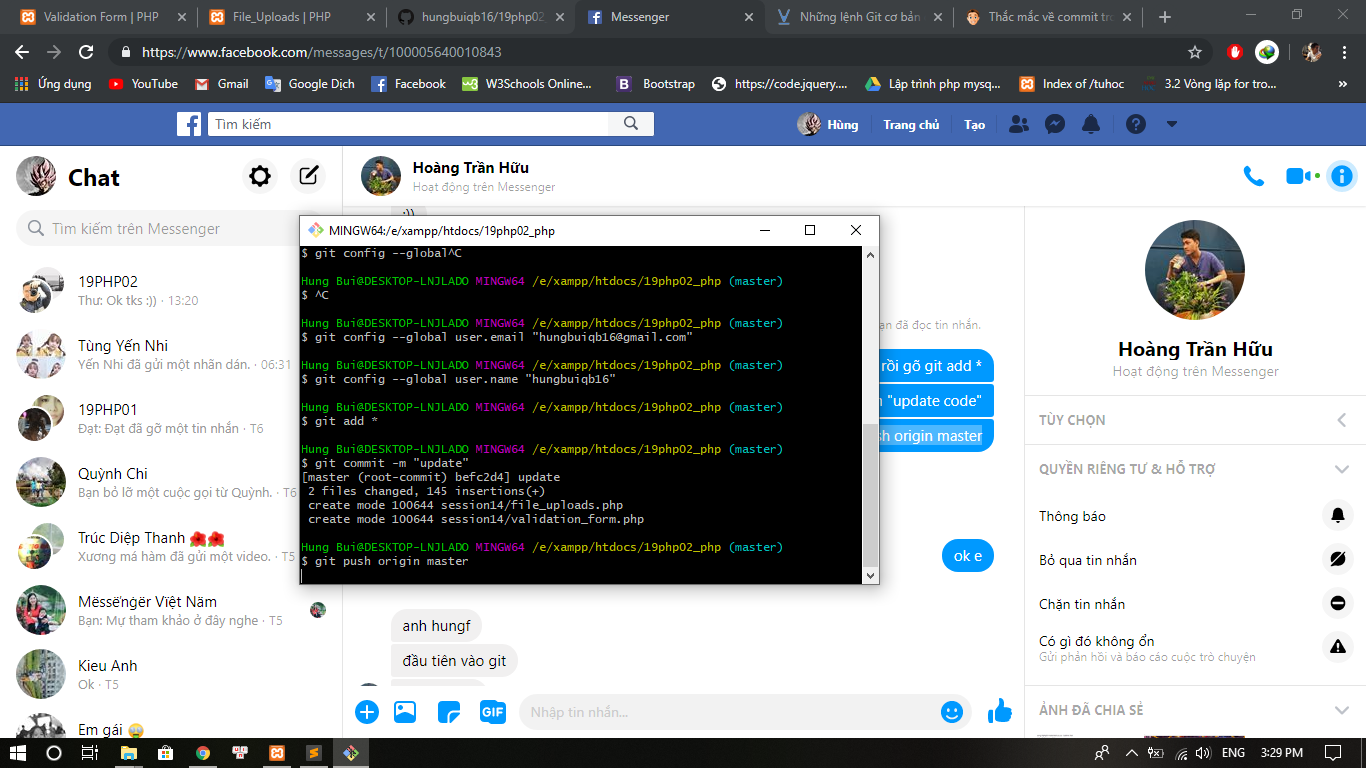 Validation Form | PHP
File_Uploads | PHP
hungbuiqb16/19php02
Messenger
Những lệnh Git cơ bản
Thắc mắc về commit tro
https://www.facebook.com/messages/t/100005640010843
Ứng dụng
YouTube
Gmail
Google Dịch
Facebook
W3Schools Online...
Bootstrap
https://code.jquery....
Lập trình php mysq...
Index of /tuhoc
3.2 Vòng lặp for tro...
»
Tìm kiếm
Hùng
Trang chủ
Tạo
Chat
Tìm kiếm trên Messenger
19PHP02
Thư: Ok tks :)) · 13:20
Tùng Yến Nhi
Yến Nhi đã gửi một nhãn dán. · 06:31
19PHP01
Đạt: Đạt đã gỡ một tin nhắn · T6
Quỳnh Chi
Bạn bỏ lỡ một cuộc gọi từ Quỳnh. · T6
Trúc Diệp Thanh 🌺🌺
Xương má hàm đã gửi một video. · T5
Mëssëńgër Vïệt Näm
Bạn: Mự tham khảo ở đây nghe · T5
Kieu Anh
Ok · T5
Em gái
Hoàng Trần Hữu
Hoạt động trên Messenger
:))
MINGW64:/e/xampp/htdocs/19php02_php
$ git config --global^C
Hung Bui@DESKTOP-LNJLADO MINGW64 /e/xampp/htdocs/19php02_php (master)
$ ^C
Hung Bui@DESKTOP-LNJLADO MINGW64 /e/xampp/htdocs/19php02_php (master)
$ git config --global user.email "hungbuiqb16@gmail.com"
Hung Bui@DESKTOP-LNJLADO MINGW64 /e/xampp/htdocs/19php02_php (master)
$ git config --global user.name "hungbuiqb16"
Hung Bui@DESKTOP-LNJLADO MINGW64 /e/xampp/htdocs/19php02_php (master)
$ git add *
Hung Bui@DESKTOP-LNJLADO MINGW64 /e/xampp/htdocs/19php02_php (master)
$ git commit -m "update"
[master (root-commit) befc2d4] update
2 files changed, 145 insertions(+)
create mode 100644 session14/file_uploads.php
create mode 100644 session14/validation_form.php
Hung Bui@DESKTOP-LNJLADO MINGW64 /e/xampp/htdocs/19php02_php (master)
$ git push origin master
đã đọc tin nhắn.
rồi gõ git add *
"update code"
origin master
ok e
anh hungf
đầu tiên vào git
GIF
Nhập tin nhắn...
Hoàng Trần Hữu
Hoạt động trên Messenger
TÙY CHỌN
QUYỀN RIÊNG TƯ & HỖ TRỢ
Thông báo
Bỏ qua tin nhắn
Chặn tin nhắn
Có gì đó không ổn
Gửi phản hồi và báo cáo cuộc trò chuyện
ẢNH ĐÃ CHIA SẺ
ENG
3:29 PM